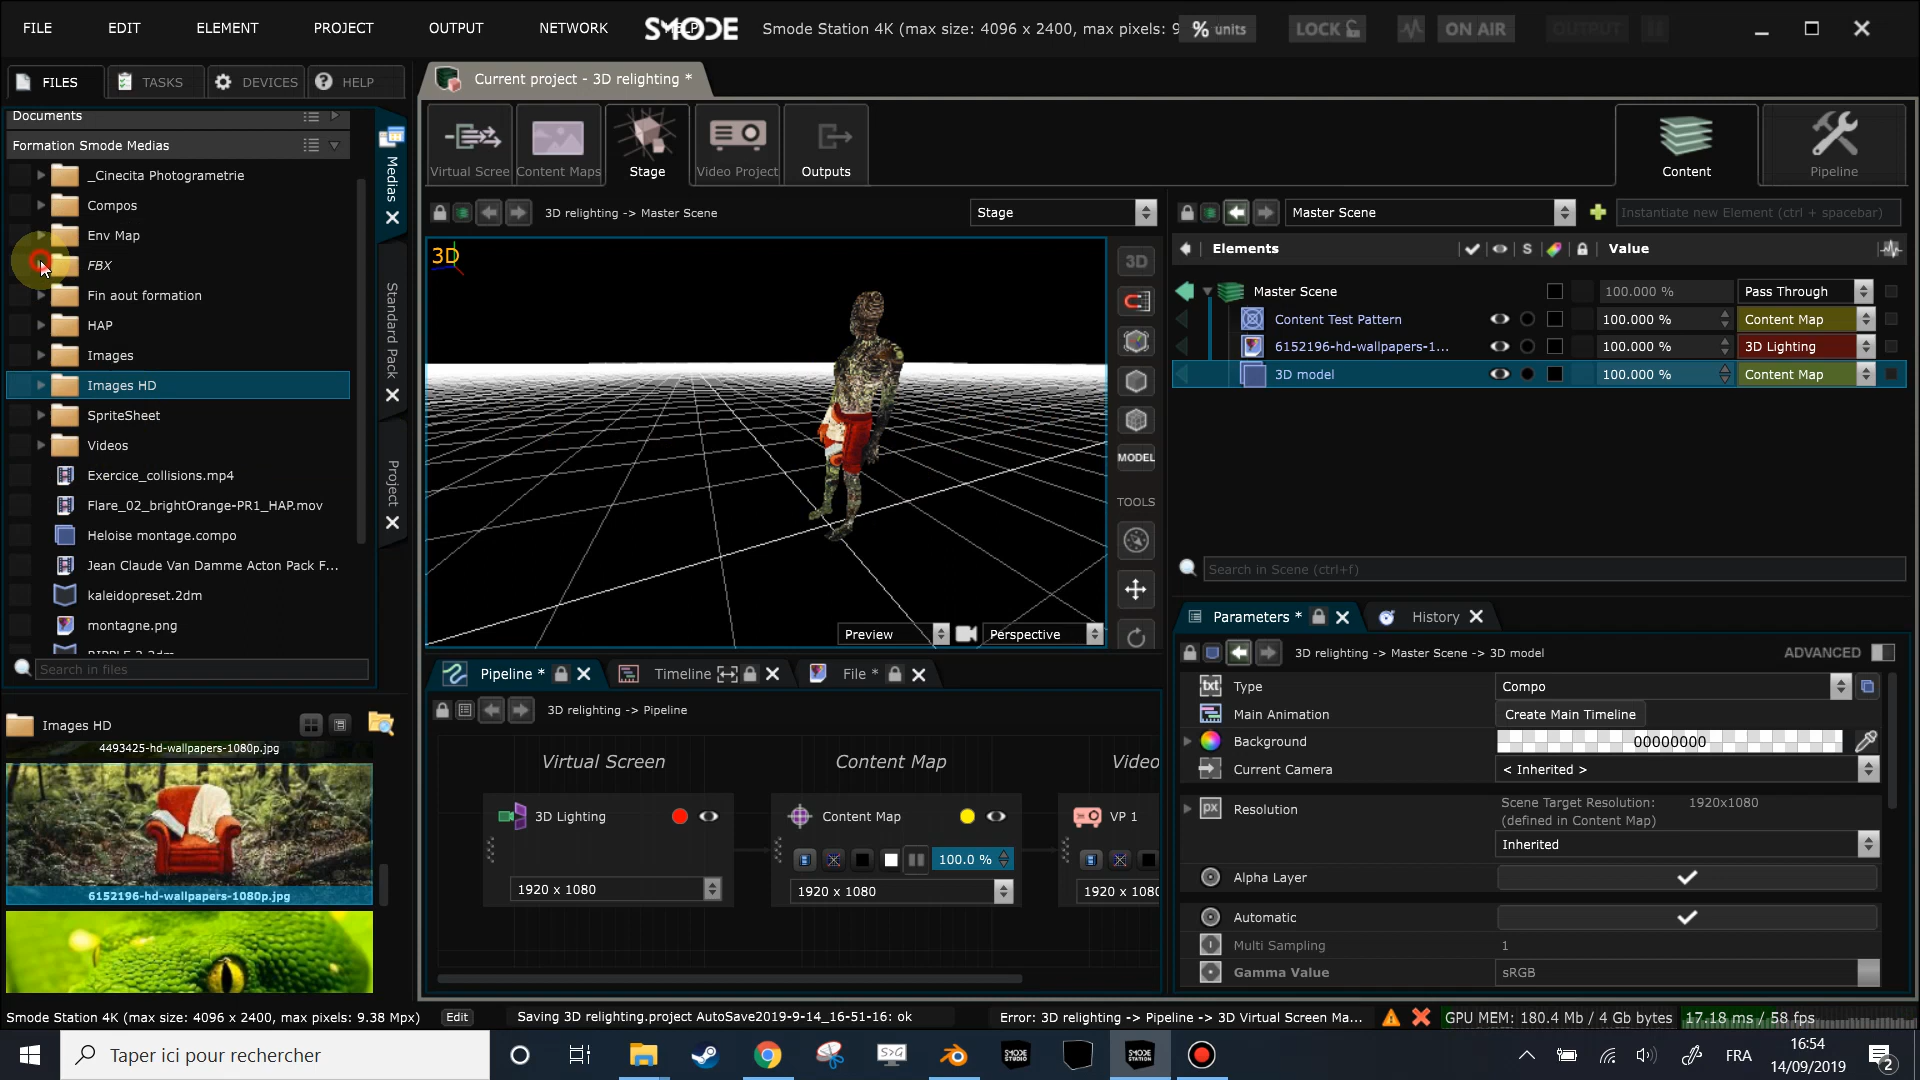 FILE EDIT ELEMENT PROJECT OUTPUT NETWORK SMODE Smode Station 4K (max size: 4096 x 2400, max pixels: 9 % units LOCK ON AIR OUTPUT
FILES TASKS DEVICES HELP
Current project - 3D relighting *
Documents
Formation Smode Medias
_Cinecita Photogrametrie
Compos
Env Map
FBX
Fin aout formation
HAP
Images
Images HD
SpriteSheet
Videos
Exercice_collisions.mp4
Flare_02_brightOrange-PR1_HAP.mov
Heloise montage.compo
Jean Claude Van Damme Acton Pack F...
kaleidopreset.2dm
montagne.png
Search in files
Medias
Standard Pack
Project
Images HD
4493425-hd-wallpapers-1080p.jpg
6152196-hd-wallpapers-1080p.jpg
Virtual Scree Content Maps Stage Video Project Outputs
Content Pipeline
3D relighting -> Master Scene
Stage
3D
Preview
Perspective
3D
MODEL
TOOLS
Master Scene
Instantiate new Element (ctrl + spacebar)
Elements S Value
Master Scene 100.000 % Pass Through
Content Test Pattern 100.000 % Content Map
6152196-hd-wallpapers-1... 100.000 % 3D Lighting
3D model 100.000 % Content Map
Search in Scene (ctrl+f)
Pipeline * Timeline File *
3D relighting -> Pipeline
Virtual Screen Content Map Video
3D Lighting
1920 x 1080
Content Map
100.0 %
1920 x 1080
VP 1
1920 x 1080
Parameters * History
3D relighting -> Master Scene -> 3D model
ADVANCED
txt Type Compo
Main Animation Create Main Timeline
Background 00000000
Current Camera < Inherited >
px Resolution Scene Target Resolution: 1920x1080
(defined in Content Map)
Inherited
Alpha Layer
Automatic
Multi Sampling 1
Gamma Value sRGB
Smode Station 4K (max size: 4096 x 2400, max pixels: 9.38 Mpx) Edit Saving 3D relighting.project AutoSave2019-9-14_16-51-16: ok Error: 3D relighting -> Pipeline -> 3D Virtual Screen Ma... GPU MEM: 180.4 Mb / 4 Gb bytes 17.18 ms / 58 fps
Taper ici pour rechercher
S>G
SMODE STUDIO
SMODE STATION
FRA
16:54
14/09/2019
2